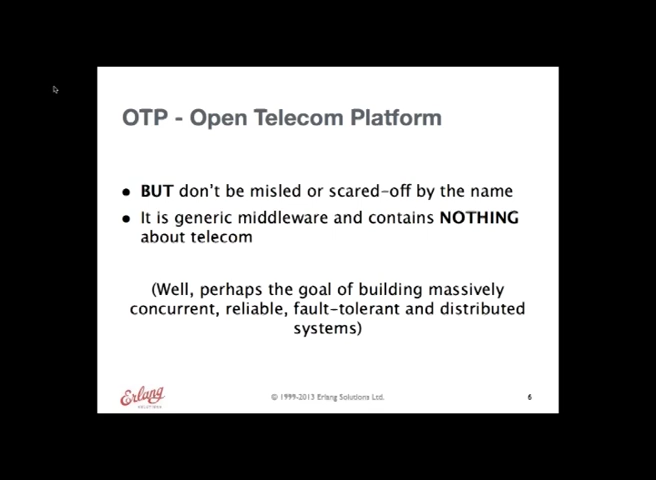 OTP - Open Telecom Platform
• BUT don't be misled or scared-off by the name
• It is generic middleware and contains NOTHING
about telecom
(Well, perhaps the goal of building massively
concurrent, reliable, fault-tolerant and distributed
systems)
Erlang
SOLUTIONS
© 1999-2013 Erlang Solutions Ltd.
6